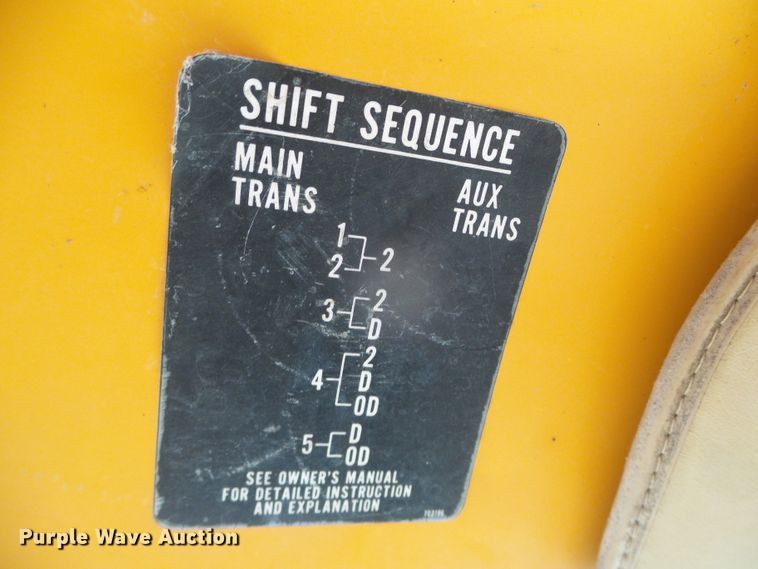 SHIFT SEQUENCE
MAIN TRANS
AUX TRANS
1
2
2
3
2
D
4
2
D
OD
5
D
OD
SEE OWNER'S MANUAL
FOR DETAILED INSTRUCTION
AND EXPLANATION
Purple Wave Auction